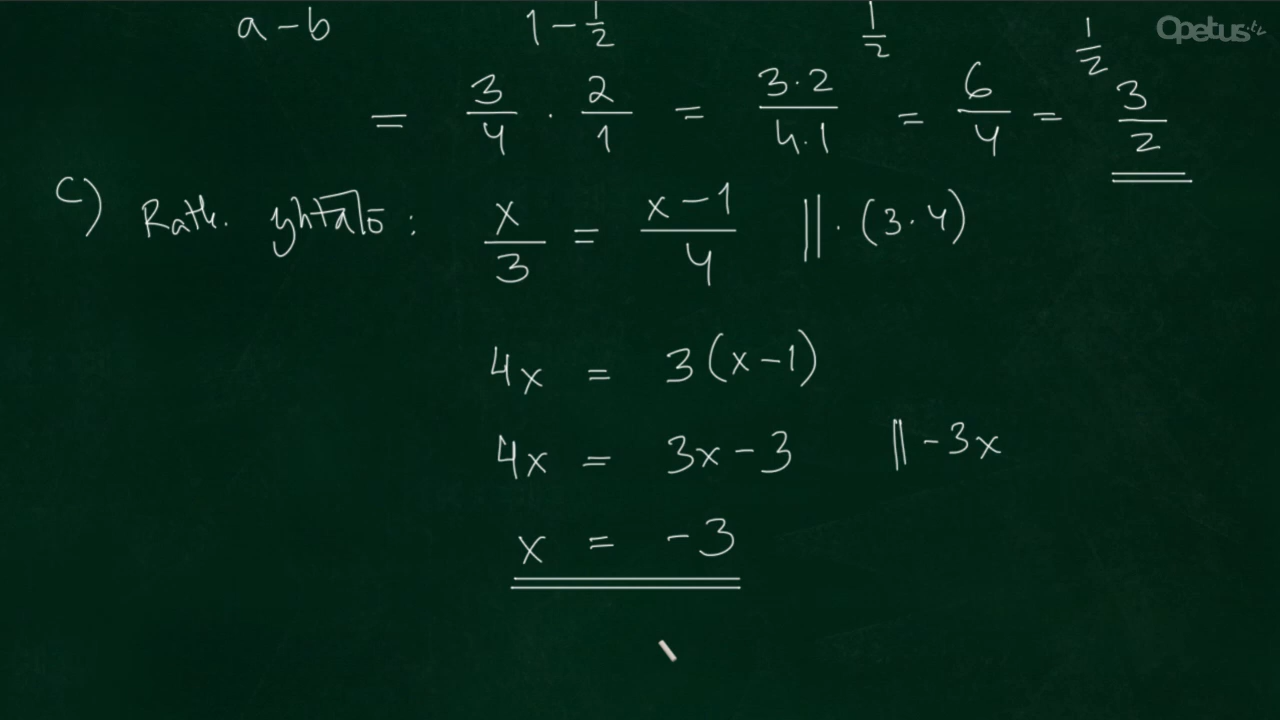 a-b 1-1/2 1/2 1/2 Opetus.tv
= 3/4 · 2/1 = 3·2/4·1 = 6/4 = 3/2
c) Ratk. yhtälö: x/3 = x-1/4 || ·(3·4)
4x = 3(x-1)
4x = 3x-3 || -3x
x = -3